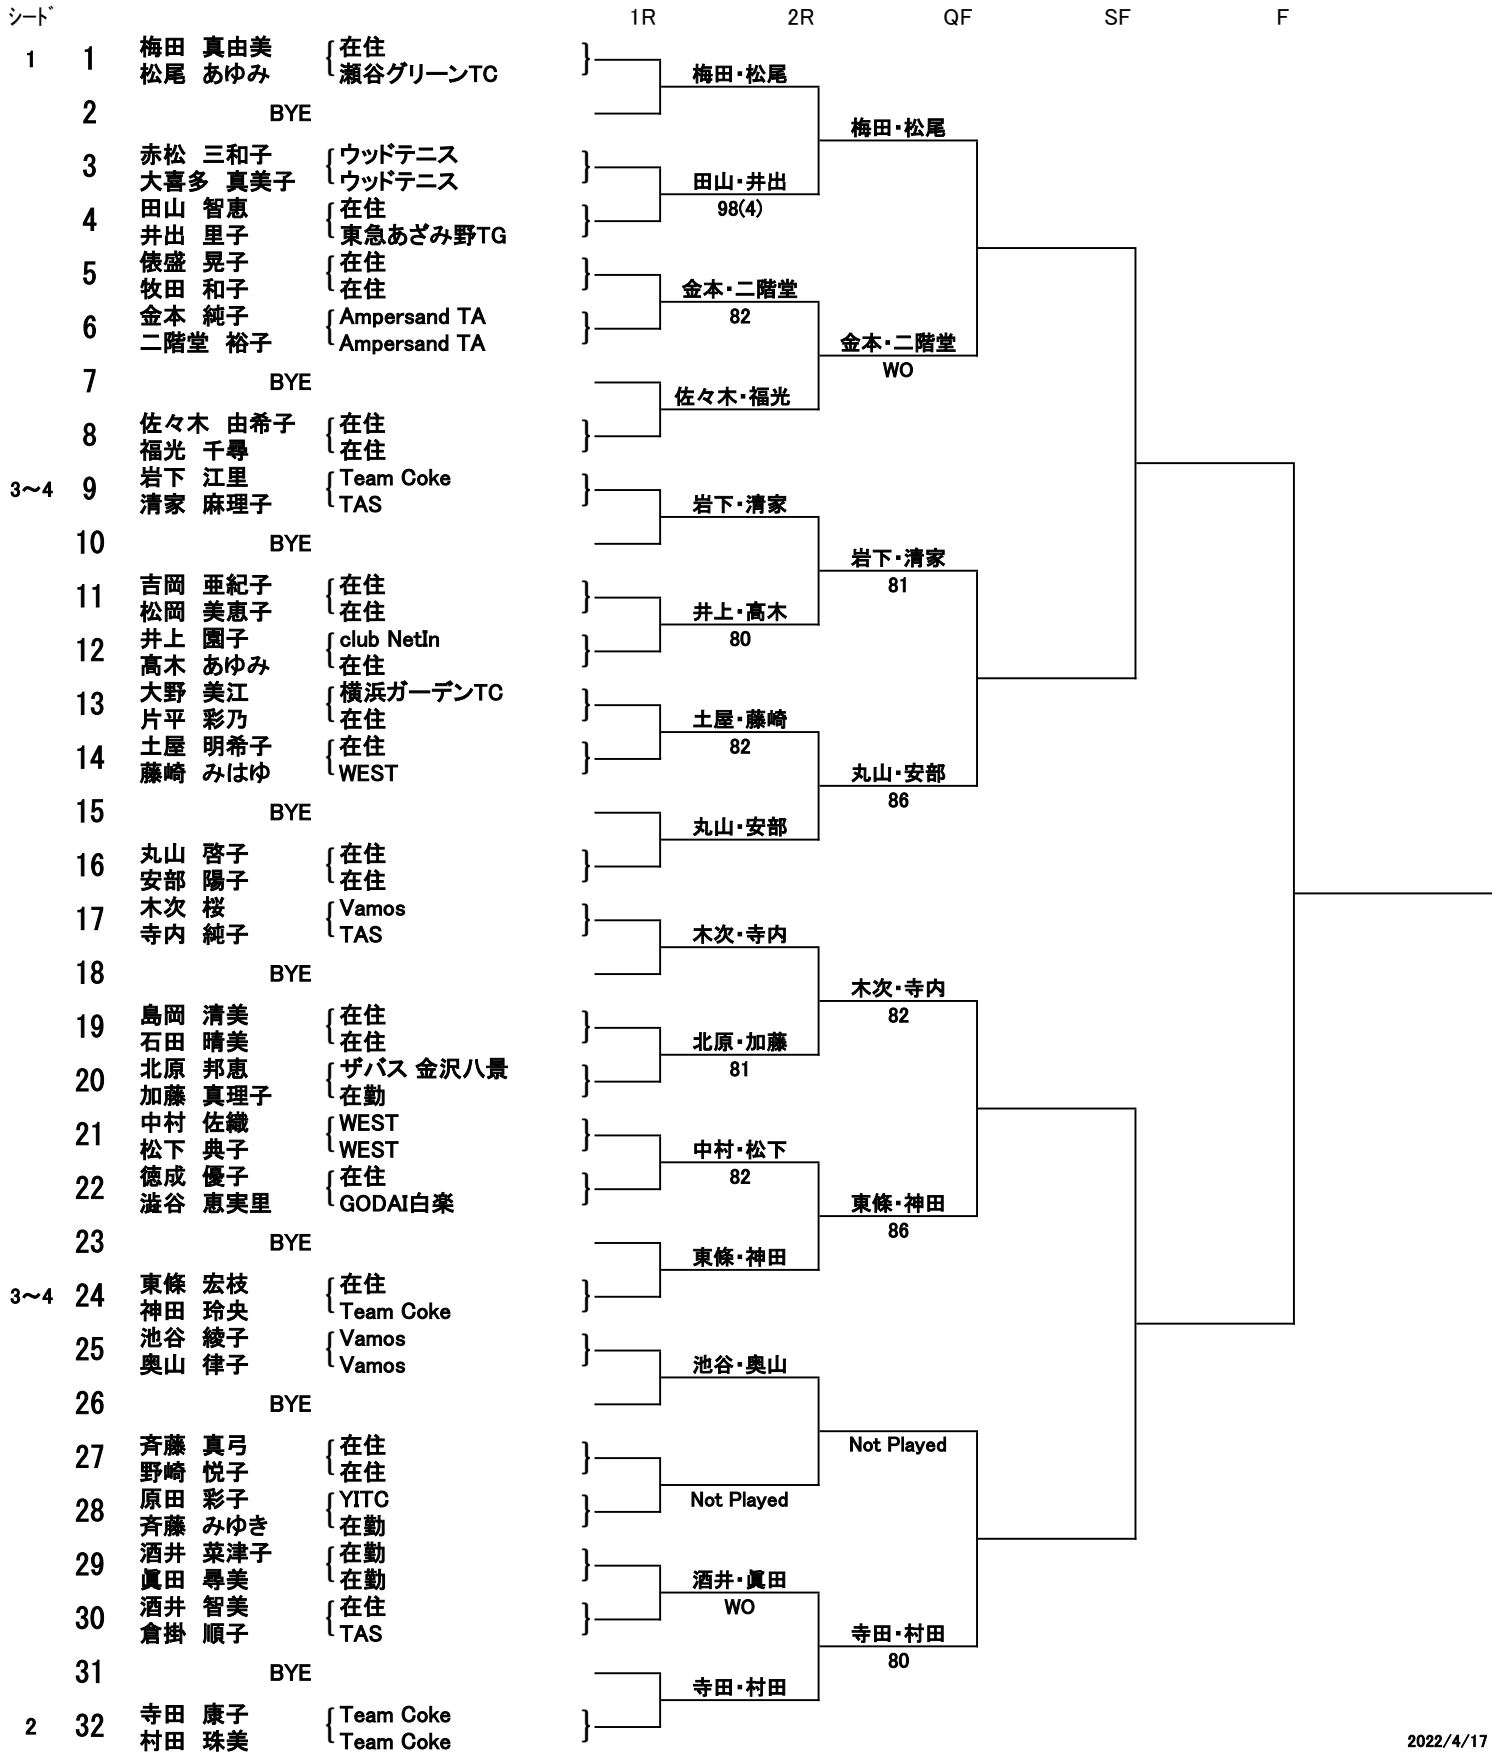 シード 1R 2R QF SF F
1 1 梅田 真由美 在住
松尾 あゆみ 瀬谷グリーンTC
梅田・松尾
2 BYE
梅田・松尾
3 赤松 三和子 ウッドテニス
大喜多 真美子 ウッドテニス
田山・井出
98(4)
4 田山 智恵 在住
井出 里子 東急あざみ野TG
5 俵盛 晃子 在住
牧田 和子 在住
金本・二階堂
82
6 金本 純子 Ampersand TA
二階堂 裕子 Ampersand TA
金本・二階堂
WO
7 BYE
佐々木・福光
8 佐々木 由希子 在住
福光 千尋 在住
3～4 9 岩下 江里 Team Coke
清家 麻理子 TAS
岩下・清家
10 BYE
岩下・清家
81
11 吉岡 亜紀子 在住
松岡 美恵子 在住
井上・髙木
80
12 井上 園子 club NetIn
髙木 あゆみ 在住
13 大野 美江 横浜ガーデンTC
片平 彩乃 在住
土屋・藤崎
82
14 土屋 明希子 在住
藤崎 みはゆ WEST
丸山・安部
86
15 BYE
丸山・安部
16 丸山 啓子 在住
安部 陽子 在住
17 木次 桜 Vamos
寺内 純子 TAS
木次・寺内
18 BYE
木次・寺内
82
19 島岡 清美 在住
石田 晴美 在住
北原・加藤
81
20 北原 邦恵 ザバス 金沢八景
加藤 真理子 在勤
21 中村 佐織 WEST
松下 典子 WEST
中村・松下
82
22 徳成 優子 在住
澁谷 恵実里 GODAI白楽
東條・神田
86
23 BYE
東條・神田
3～4 24 東條 宏枝 在住
神田 玲央 Team Coke
25 池谷 綾子 Vamos
奥山 律子 Vamos
池谷・奥山
26 BYE
Not Played
27 斉藤 真弓 在住
野崎 悦子 在住
Not Played
28 原田 彩子 YITC
斉藤 みゆき 在勤
29 酒井 菜津子 在勤
眞田 尋美 在勤
酒井・眞田
WO
30 酒井 智美 在住
倉掛 順子 TAS
寺田・村田
80
31 BYE
寺田・村田
2 32 寺田 康子 Team Coke
村田 珠美 Team Coke
2022/4/17